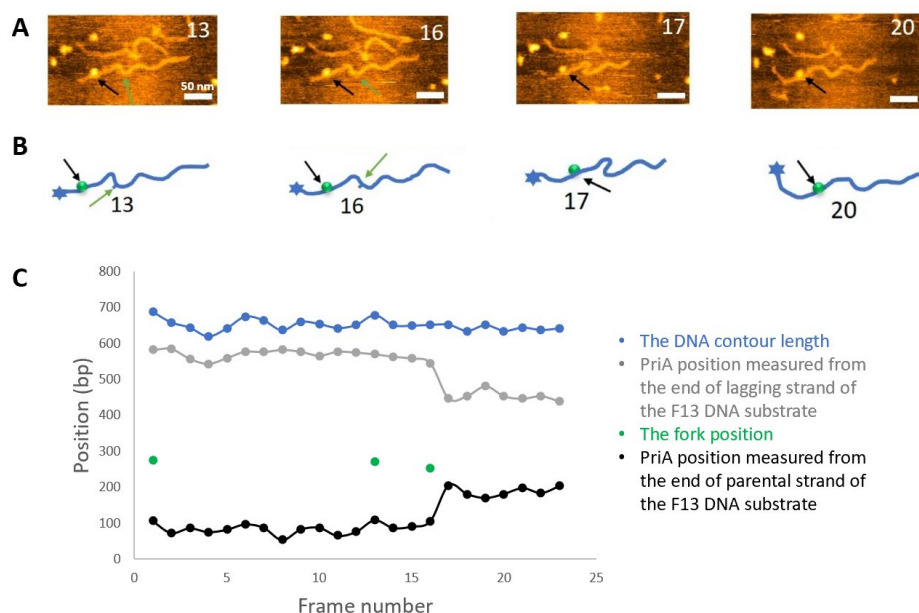 A
13
16
17
20
50 nm
B
13
16
17
20
C
800
700
600
500
400
300
200
100
0
0
5
10
15
20
25
Position (bp)
Frame number
• The DNA contour length
• PriA position measured from
the end of lagging strand of
the F13 DNA substrate
• The fork position
• PriA position measured from
the end of parental strand of
the F13 DNA substrate